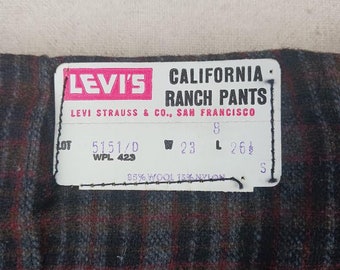 LEVI'S
CALIFORNIA
RANCH PANTS
LEVI STRAUSS & CO., SAN FRANCISCO
8
LOT 5151/D W 23 L 26½
WPL 423
S
85% WOOL 15% NYLON